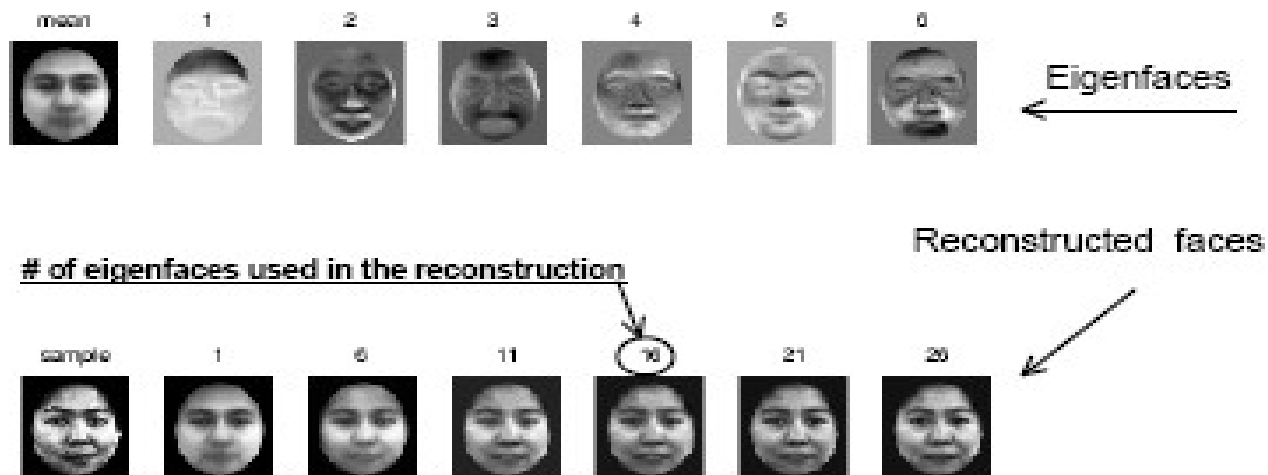 mean 1 2 3 4 5 6
Eigenfaces
Reconstructed faces
# of eigenfaces used in the reconstruction
sample 1 6 11 16 21 26